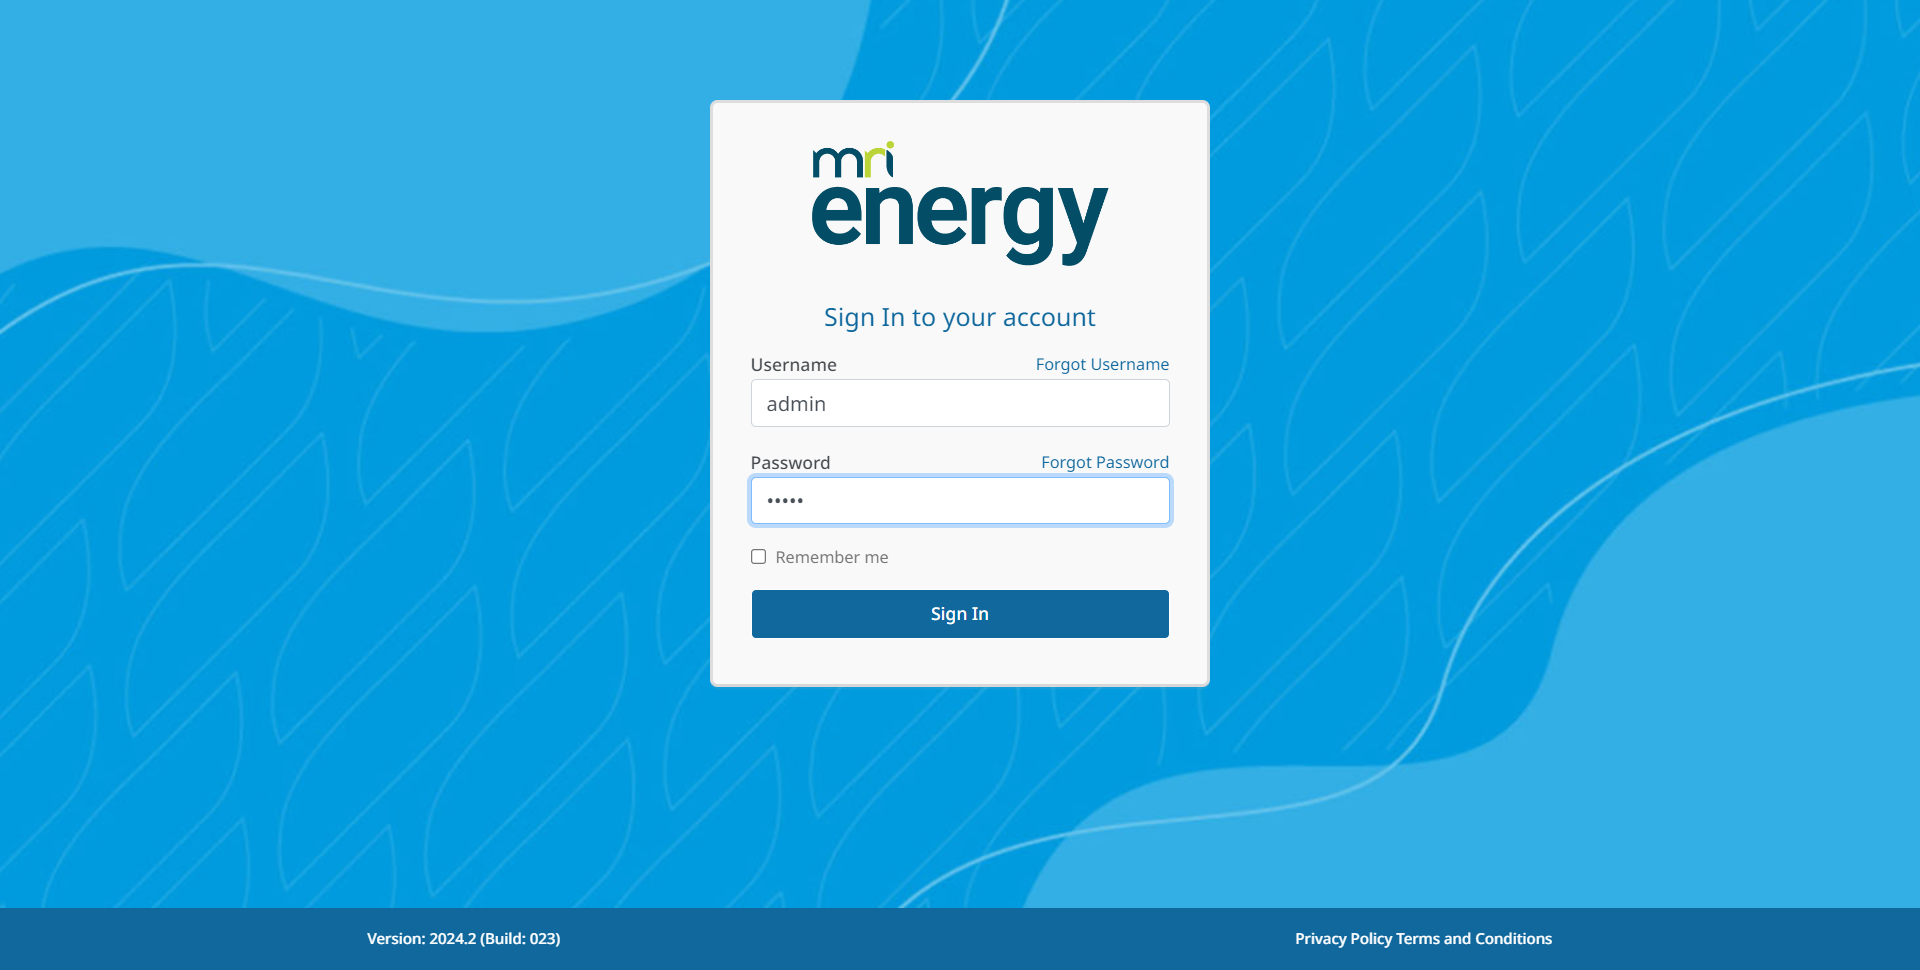 mri
energy
Sign In to your account
Username Forgot Username
admin
Password Forgot Password
•••••
Remember me
Sign In
Version: 2024.2 (Build: 023) Privacy Policy Terms and Conditions